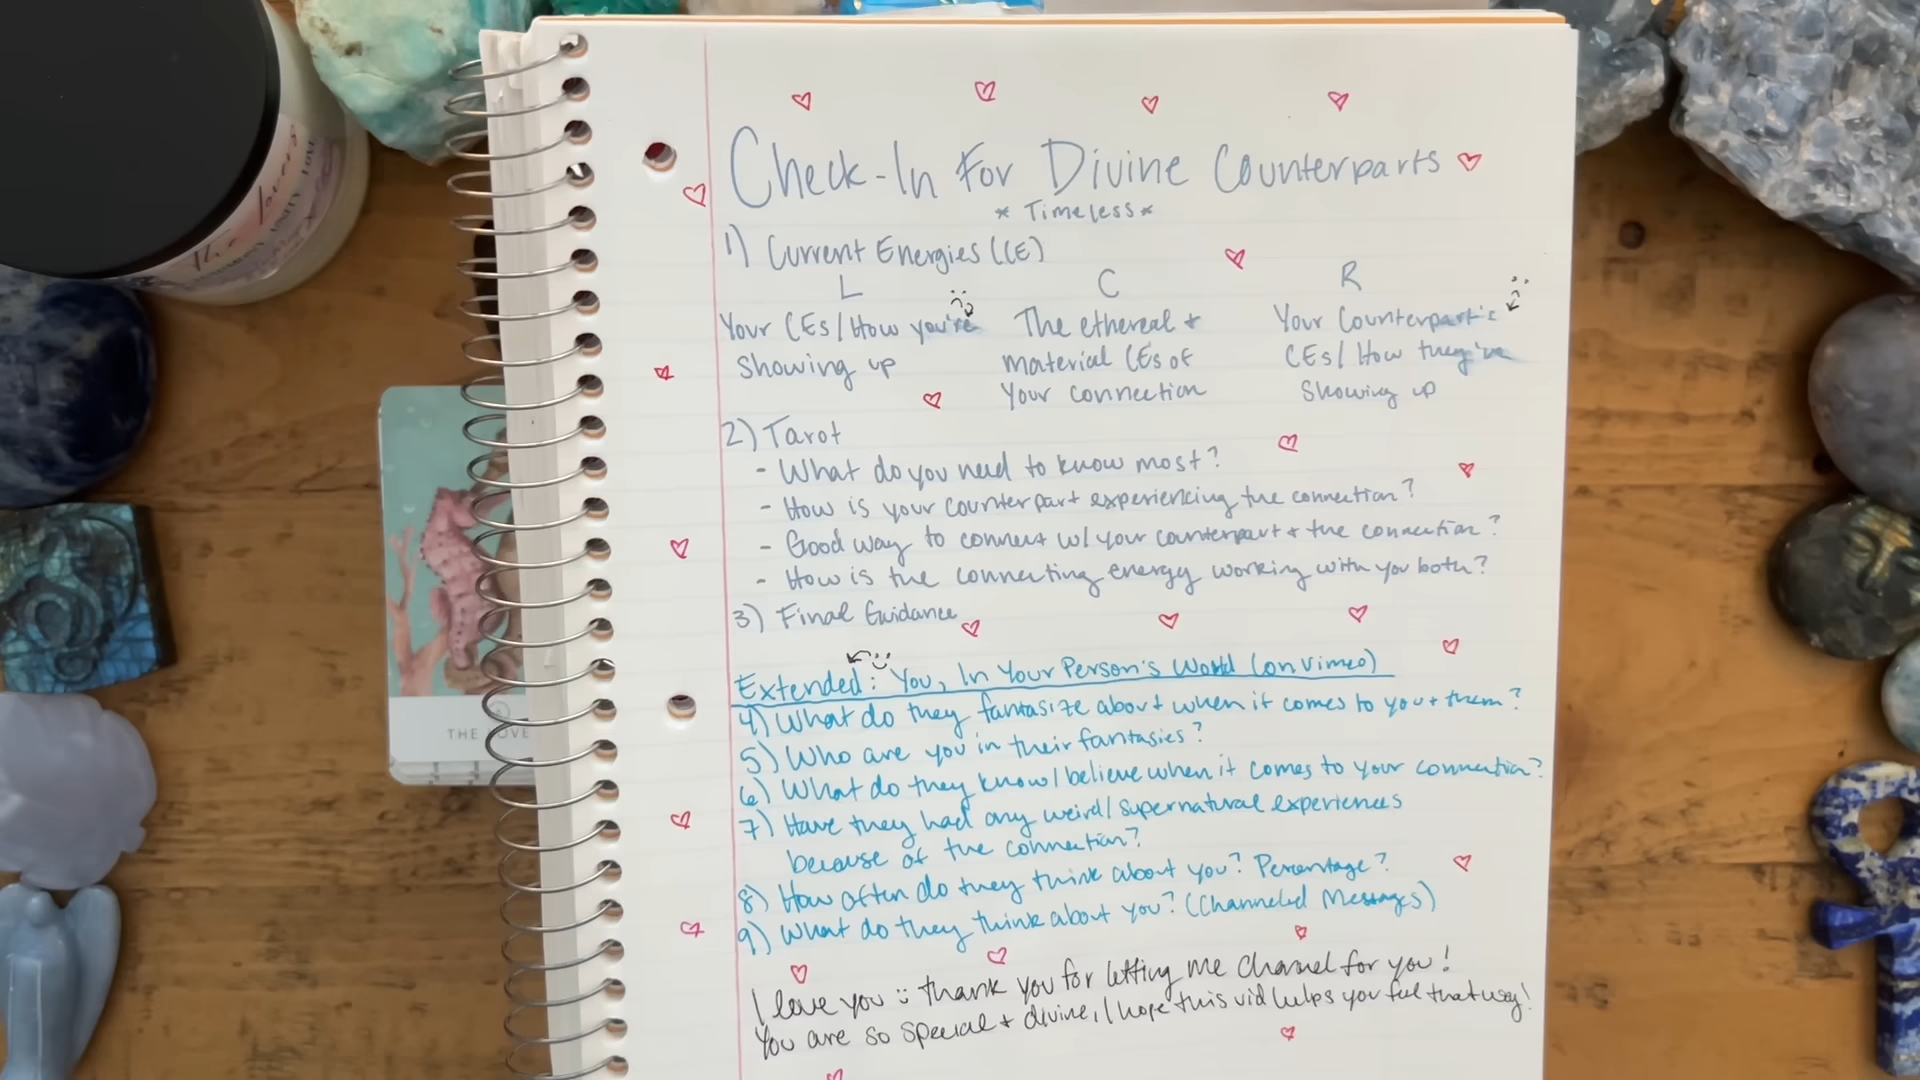 Check-In For Divine Counterparts
* Timeless *
1) Current Energies (CE)
L C R
Your CEs / How you're The ethereal + Your Counterpart's
showing up material CEs of CEs / How they're
Your connection showing up
2) Tarot
- What do you need to know most?
- How is your counterpart experiencing the connection?
- Good way to connect w/ your counterpart + the connection?
- How is the connecting energy working with you both?
3) Final Guidance
Extended: You, In Your Person's World (on Vimeo)
4) What do they fantasize about when it comes to you + them?
5) Who are you in their fantasies?
6) What do they know / believe when it comes to your connection?
7) Have they had any weird / supernatural experiences
because of the connection?
8) How often do they think about you? Percentage?
9) What do they think about you? (Channeled Messages)
I love you :) thank you for letting me channel for you!
You are so special + divine, I hope this vid helps you feel that way!
The Lovers
THE LOVE